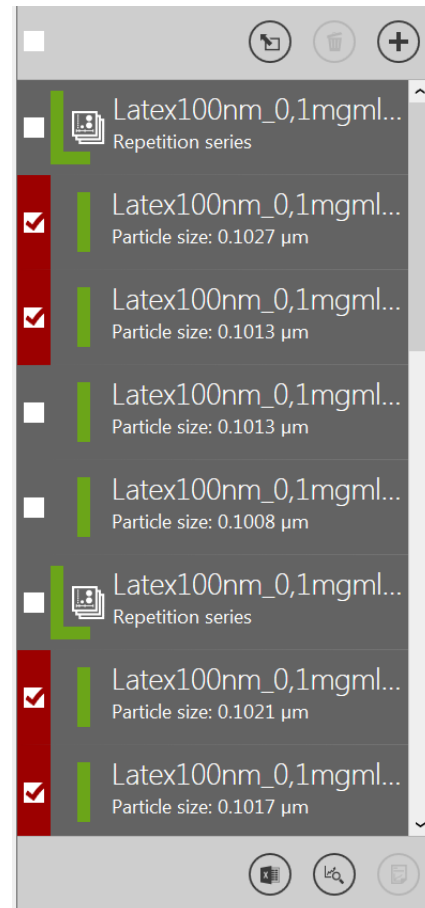 Latex100nm_0,1mgml...
Repetition series
Latex100nm_0,1mgml...
Particle size: 0.1027 µm
Latex100nm_0,1mgml...
Particle size: 0.1013 µm
Latex100nm_0,1mgml...
Particle size: 0.1013 µm
Latex100nm_0,1mgml...
Particle size: 0.1008 µm
Latex100nm_0,1mgml...
Repetition series
Latex100nm_0,1mgml...
Particle size: 0.1021 µm
Latex100nm_0,1mgml...
Particle size: 0.1017 µm